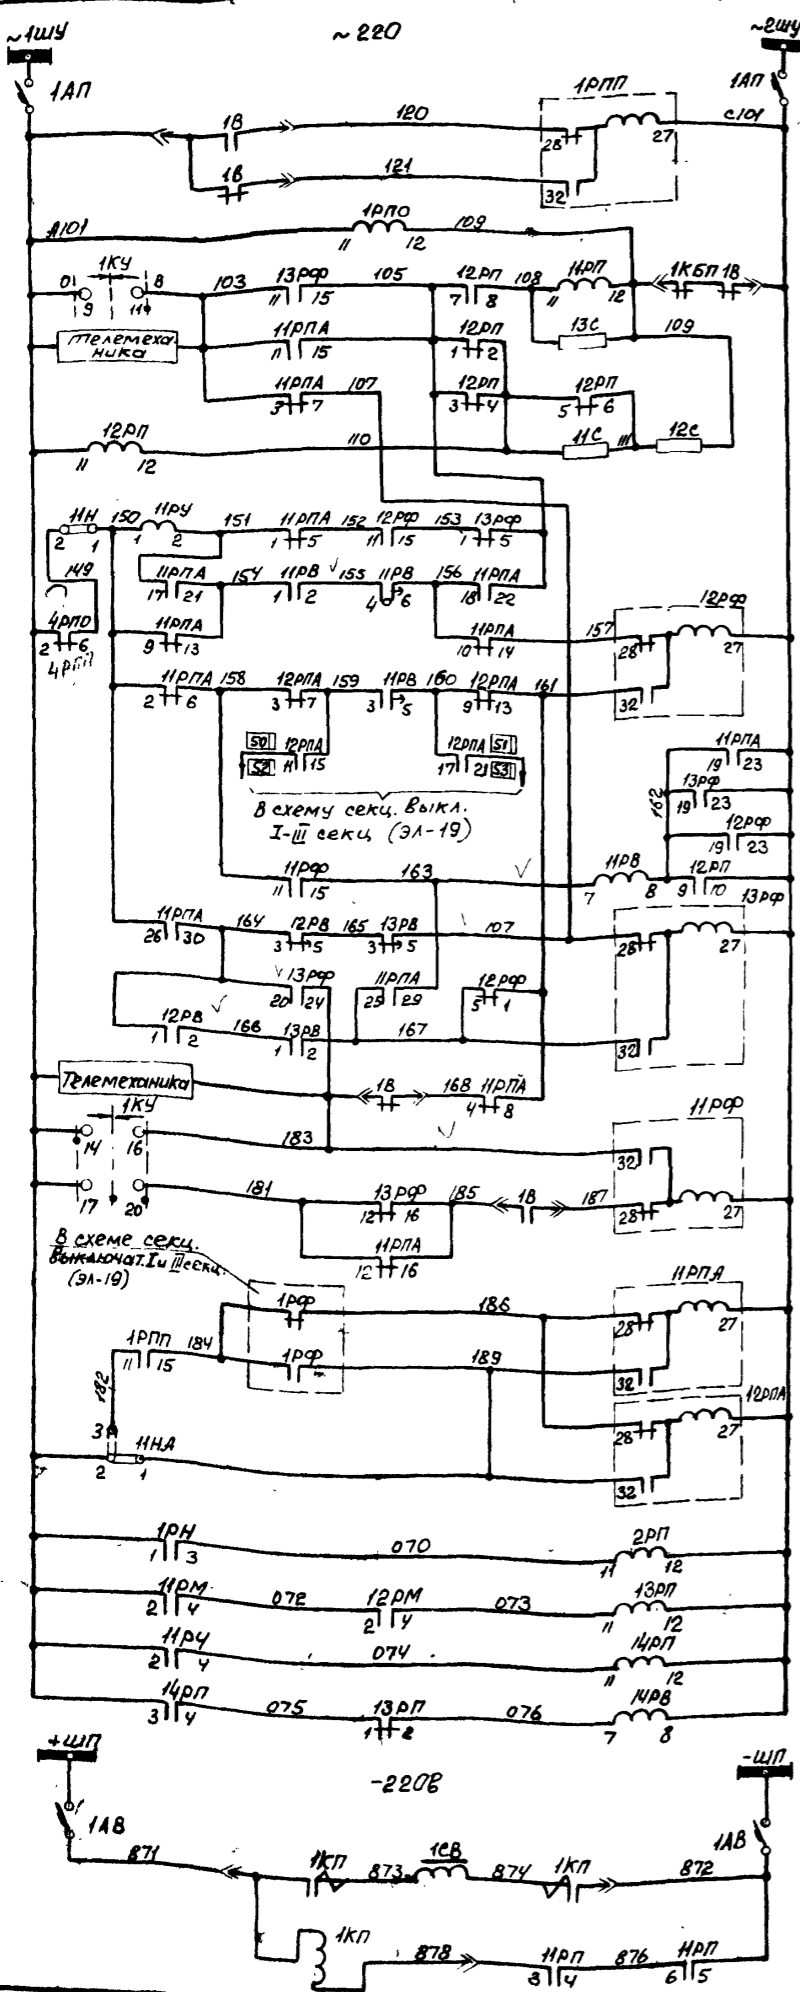 ~1ШУ ~220 ~2ШУ
1АП 1АП
1РПП
1В 120 28 27 С101
1В 121 32
А101 1РПО 109
11 12
1КУ
0 9 11 8 103 13РФ 105 12РП 108 11РП 1КБП 1В
11 15 7 8 11 12
Телемеха-
ника
11РПА 12РП 13С 109
11 15 1 2
11РПА 107 12РП 12РП
3 7 3 4 5 6
12РП 110 11С 111 12С
11 12
11Н 150 11РУ 151 11РПА 152 12РФ 153 13РФ
2 1 1 2 1 5 11 15 1 5
149 11РПА 154 11РВ 155 11РВ 156 11РПА
17 21 1 2 4 6 18 22
4РПО 11РПА 11РПА 157 12РФ
2 6 9 13 10 14 28 27
4РПП
11РПА 158 12РПА 159 11РВ 160 12РПА 161
2 6 3 7 3 5 9 13 32
50 12РПА 12РПА 51
52 11 15 17 21 53
В схему секц. выкл.
I-III секц (ЭЛ-19)
11РПА
19 23
162 13РФ
19 23
12РФ
19 23
11РФ 163 11РВ 12РП
11 15 7 8 9 10
13РФ
11РПА 164 12РВ 165 13РВ 107
26 30 3 5 3 5 28 27
13РФ 11РПА 12РФ
20 24 25 29 5 1
12РВ 166 13РВ 167
1 2 1 2 32
Телемеханика 1В 168 11РПА
4 8
1КУ 11РФ
14 16 183 32
17 20 181 13РФ 185 1В 187
12 16 28 27
11РПА
12 16
В схеме секц.
выключат. I и III секц.
(ЭЛ-19)
11РПА
1РФ 186 28 27
1РПП 184 1РФ 189
11 15 32
182 12РПА
28 27
3 11НА
2 1 32
1РН 070 2РП
1 3 11 12
11РМ 072 12РМ 073 13РП
2 4 2 4 11 12
11РУ 074 14РП
2 4 11 12
14РП 075 13РП 076 14РВ
3 4 1 2 7 8
+ШП -ШП
-220В
1АВ 1АВ
871 1КП 873 1СВ 874 1КП 872
1КП 878 11РП 876 11РП
3 4 6 5